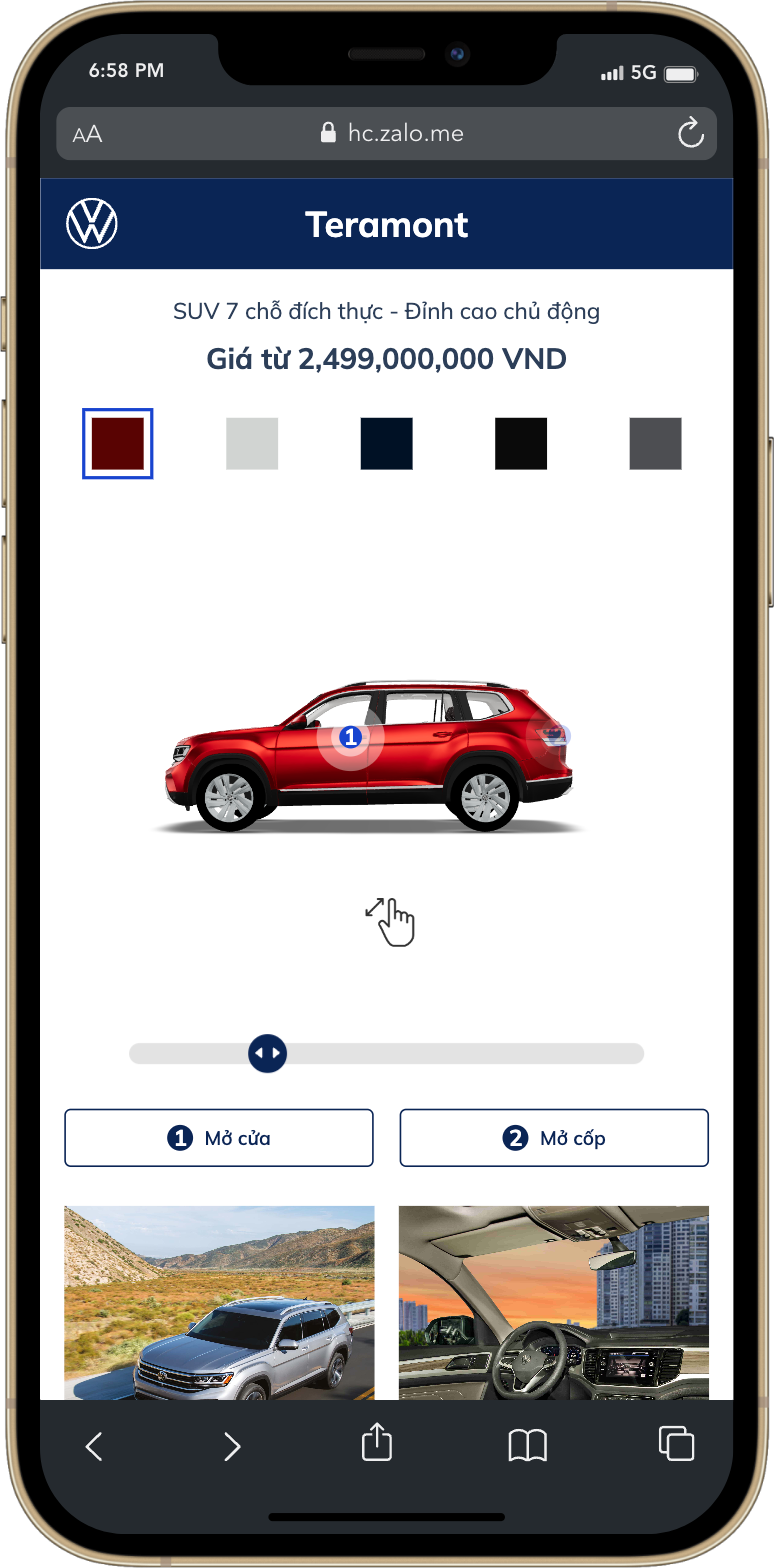 6:58 PM
5G
AA
hc.zalo.me
Teramont
SUV 7 chỗ đích thực - Đỉnh cao chủ động
Giá từ 2,499,000,000 VND
1
1 Mở cửa
2 Mở cốp